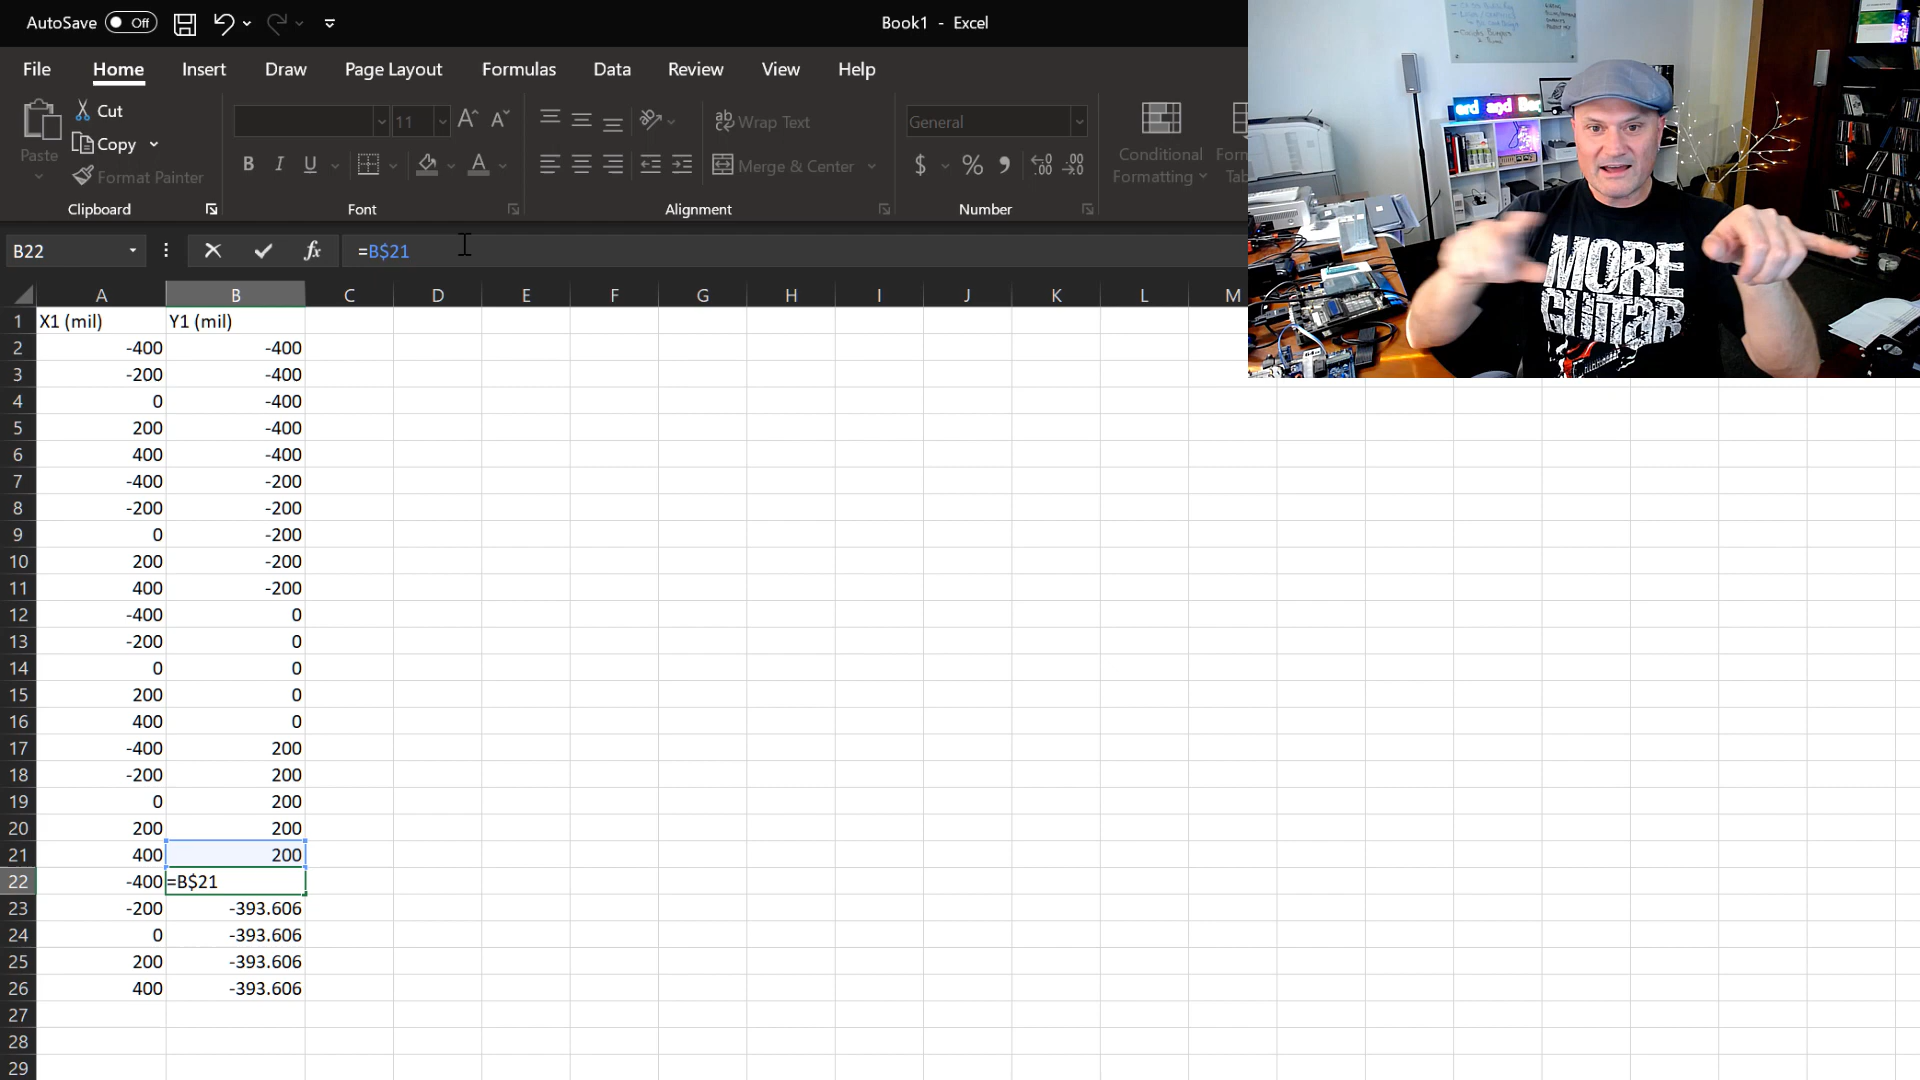 AutoSave Off
Book1 - Excel
File Home Insert Draw Page Layout Formulas Data Review View Help
Paste
Cut
Copy
Format Painter
Clipboard
11
B I U
Font
Wrap Text
Merge & Center
Alignment
General
$ % 9
Number
Conditional
Formatting
B22
fx
=B$21
A B C D E F G H I J K L M
1 X1 (mil) Y1 (mil)
2 -400 -400
3 -200 -400
4 0 -400
5 200 -400
6 400 -400
7 -400 -200
8 -200 -200
9 0 -200
10 200 -200
11 400 -200
12 -400 0
13 -200 0
14 0 0
15 200 0
16 400 0
17 -400 200
18 -200 200
19 0 200
20 200 200
21 400 200
22 -400 =B$21
23 -200 -393.606
24 0 -393.606
25 200 -393.606
26 400 -393.606
27
28
29
MORE
GUITAR